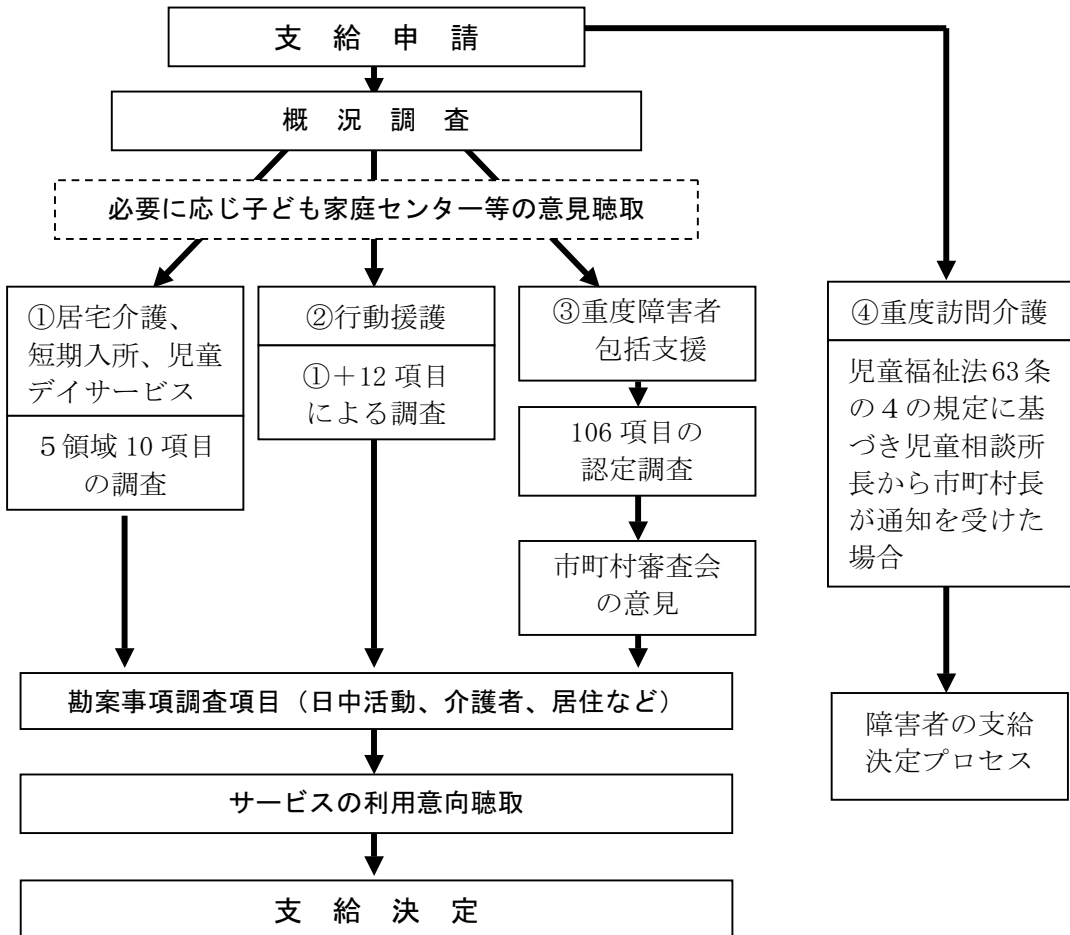 支 給 申 請
概 況 調 査
必要に応じ子ども家庭センター等の意見聴取
①居宅介護、
短期入所、児童
デイサービス
5領域10項目
の調査
②行動援護
①+12項目
による調査
③重度障害者
包括支援
106項目の
認定調査
市町村審査会
の意見
④重度訪問介護
児童福祉法63条
の4の規定に基
づき児童相談所
長から市町村長
が通知を受けた
場合
障害者の支給
決定プロセス
勘案事項調査項目（日中活動、介護者、居住など）
サービスの利用意向聴取
支 給 決 定